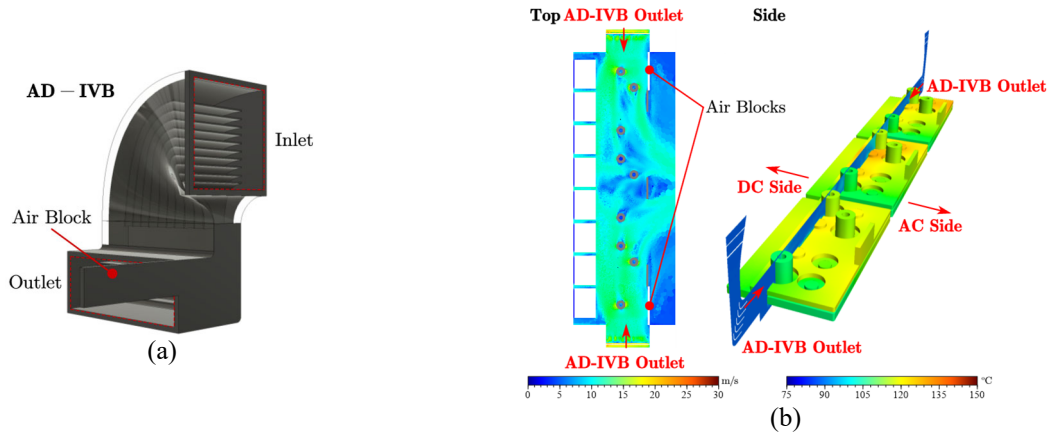 (a)
AD – IVB
Inlet
Air Block
Outlet
(a)
(b)
Top AD-IVB Outlet
Side
Air Blocks
AD-IVB Outlet
DC Side
AC Side
AD-IVB Outlet
AD-IVB Outlet
m/s
0 5 10 15 20 25 30
°C
75 90 105 120 135 150
(b)